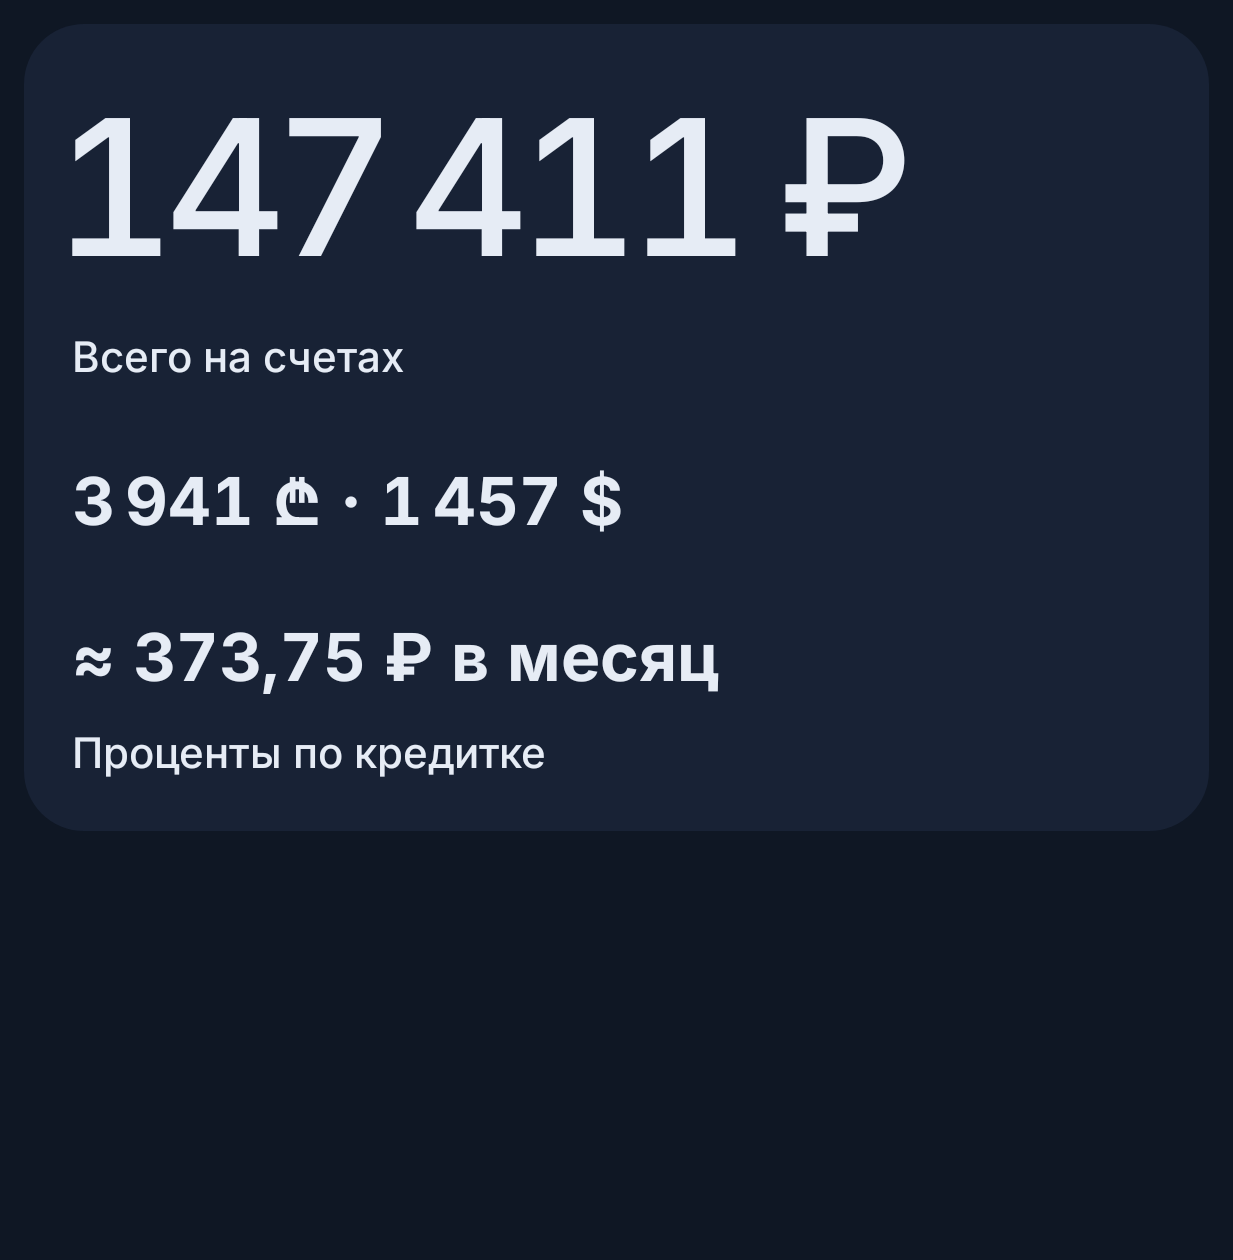 147 411 ₽
Всего на счетах
3 941 ₾ · 1 457 $
≈ 373,75 ₽ в месяц
Проценты по кредитке